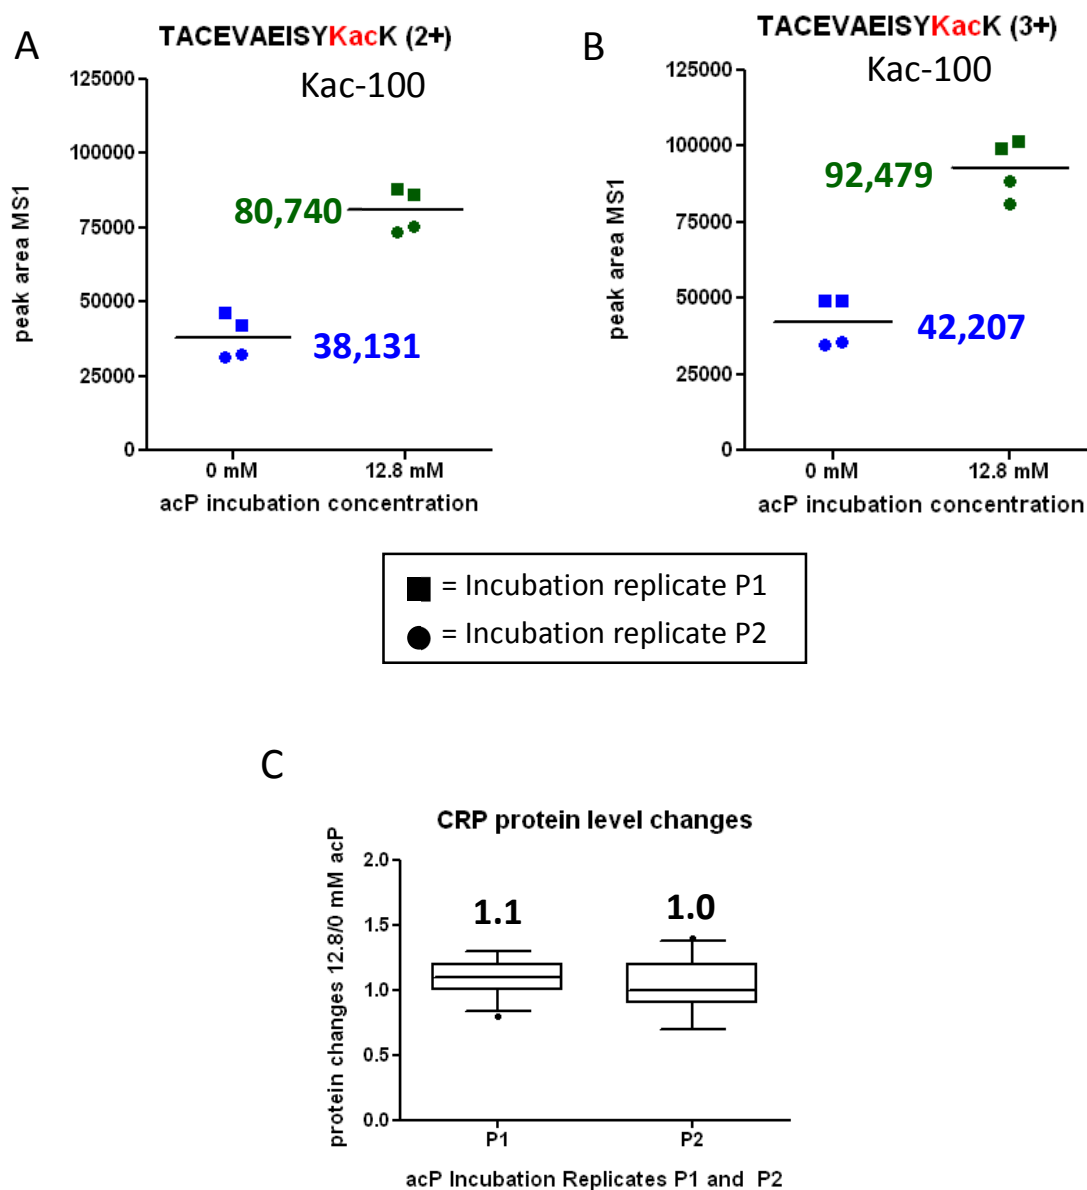 A
TACEVAEISYKacK (2+)
Kac-100
125000
100000
75000
50000
25000
0
peak area MS1
80,740
38,131
0 mM
12.8 mM
acP incubation concentration
B
TACEVAEISYKacK (3+)
Kac-100
125000
100000
75000
50000
25000
0
peak area MS1
92,479
42,207
0 mM
12.8 mM
acP incubation concentration
= Incubation replicate P1
= Incubation replicate P2
C
CRP protein level changes
2.0
1.5
1.0
0.5
0.0
protein changes 12.8/0 mM acP
1.1
1.0
P1
P2
acP Incubation Replicates P1 and P2